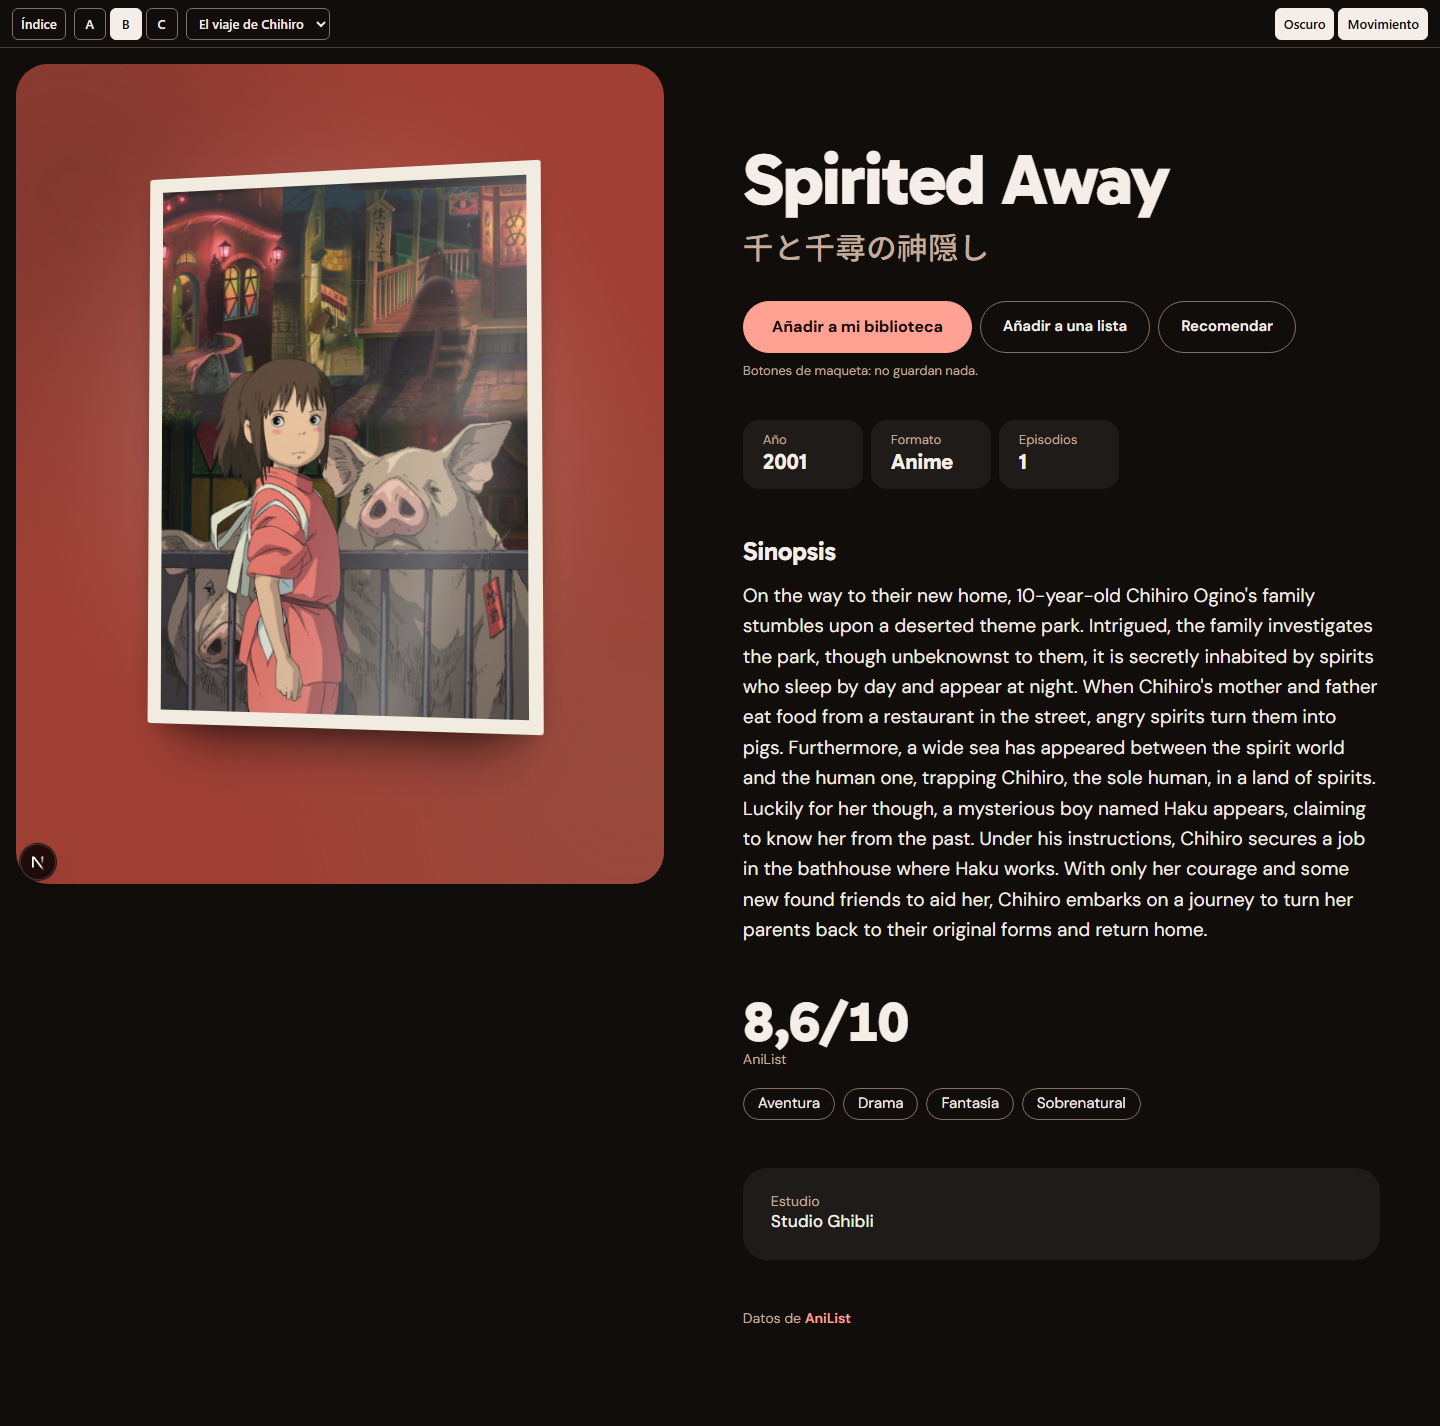 Índice A B C El viaje de Chihiro Oscuro Movimiento
Spirited Away
千と千尋の神隠し
Añadir a mi biblioteca Añadir a una lista Recomendar
Botones de maqueta: no guardan nada.
Año Formato Episodios
2001 Anime 1
Sinopsis
On the way to their new home, 10-year-old Chihiro Ogino's family
stumbles upon a deserted theme park. Intrigued, the family investigates
the park, though unbeknownst to them, it is secretly inhabited by spirits
who sleep by day and appear at night. When Chihiro's mother and father
eat food from a restaurant in the street, angry spirits turn them into
pigs. Furthermore, a wide sea has appeared between the spirit world
and the human one, trapping Chihiro, the sole human, in a land of spirits.
Luckily for her though, a mysterious boy named Haku appears, claiming
to know her from the past. Under his instructions, Chihiro secures a job
in the bathhouse where Haku works. With only her courage and some
new found friends to aid her, Chihiro embarks on a journey to turn her
parents back to their original forms and return home.
8,6/10
AniList
Aventura Drama Fantasía Sobrenatural
Estudio
Studio Ghibli
Datos de AniList
N